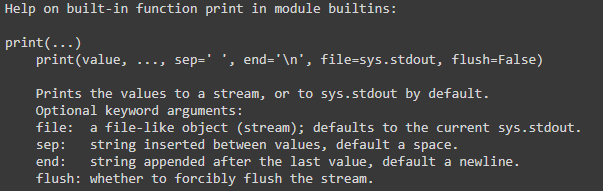 Help on built-in function print in module builtins:

print(...)
    print(value, ..., sep=' ', end='\n', file=sys.stdout, flush=False)

    Prints the values to a stream, or to sys.stdout by default.
    Optional keyword arguments:
    file:  a file-like object (stream); defaults to the current sys.stdout.
    sep:   string inserted between values, default a space.
    end:   string appended after the last value, default a newline.
    flush: whether to forcibly flush the stream.